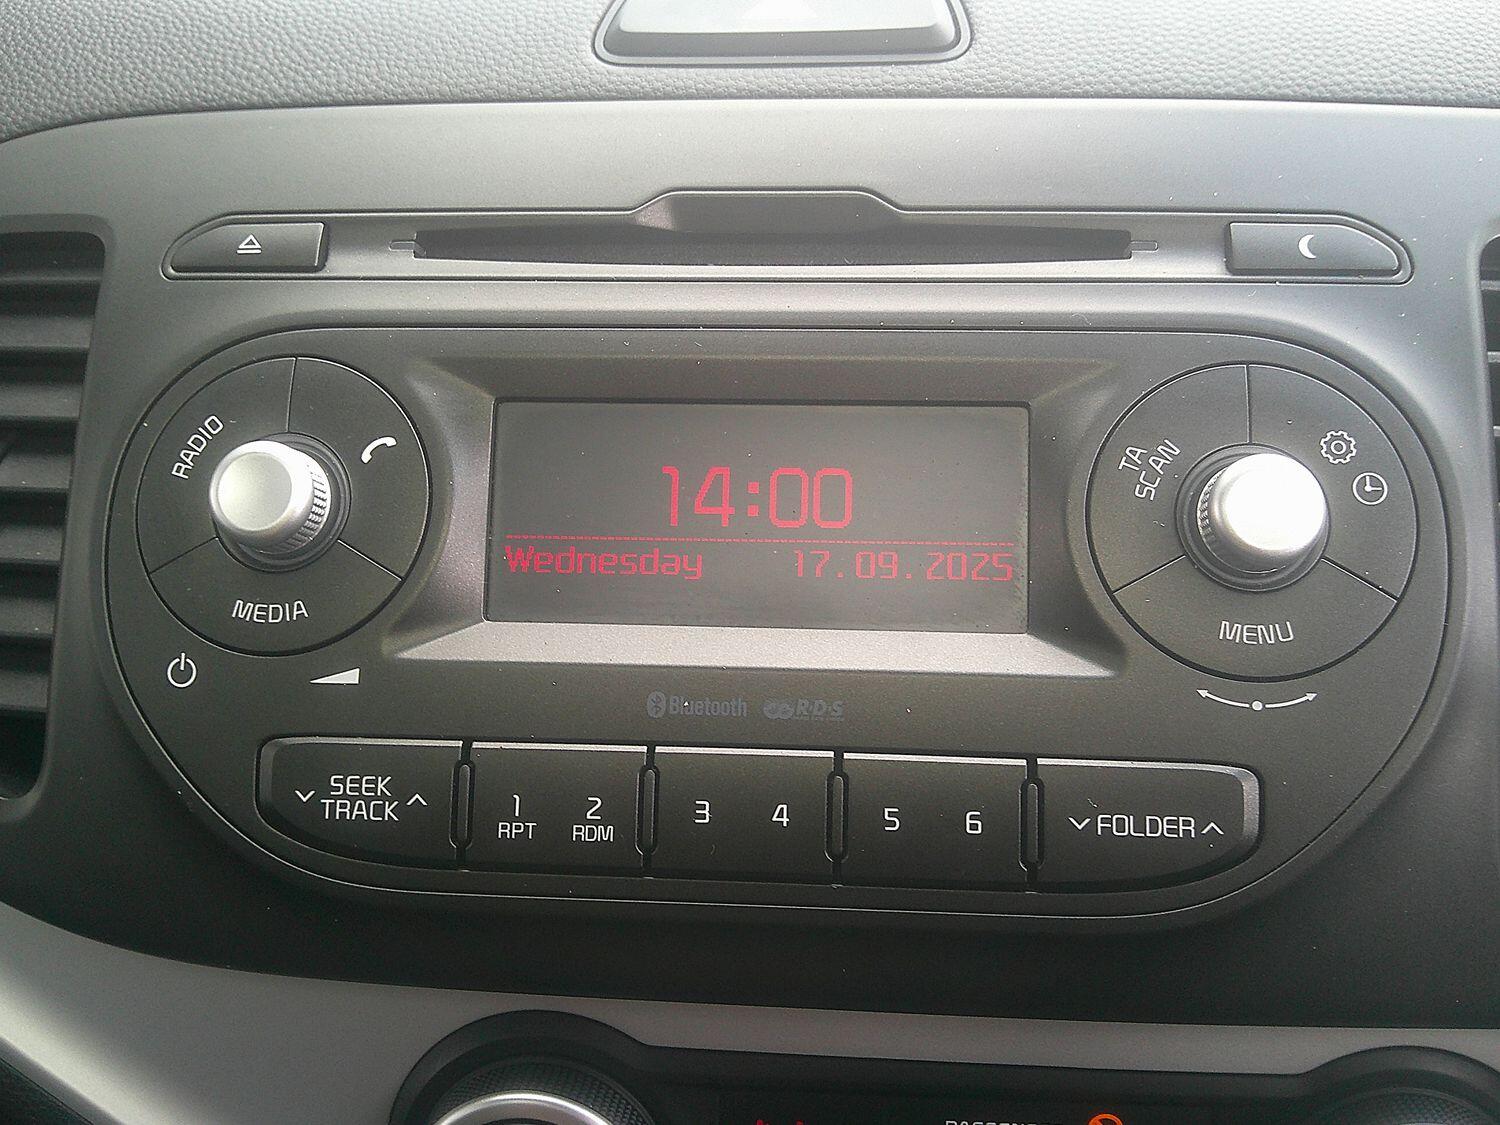 RADIO
MEDIA
14:00
Wednesday 17.09.2025
TA
SCAN
MENU
Bluetooth R·D·S
SEEK
TRACK
1 2
RPT RDM
3 4
5 6
FOLDER